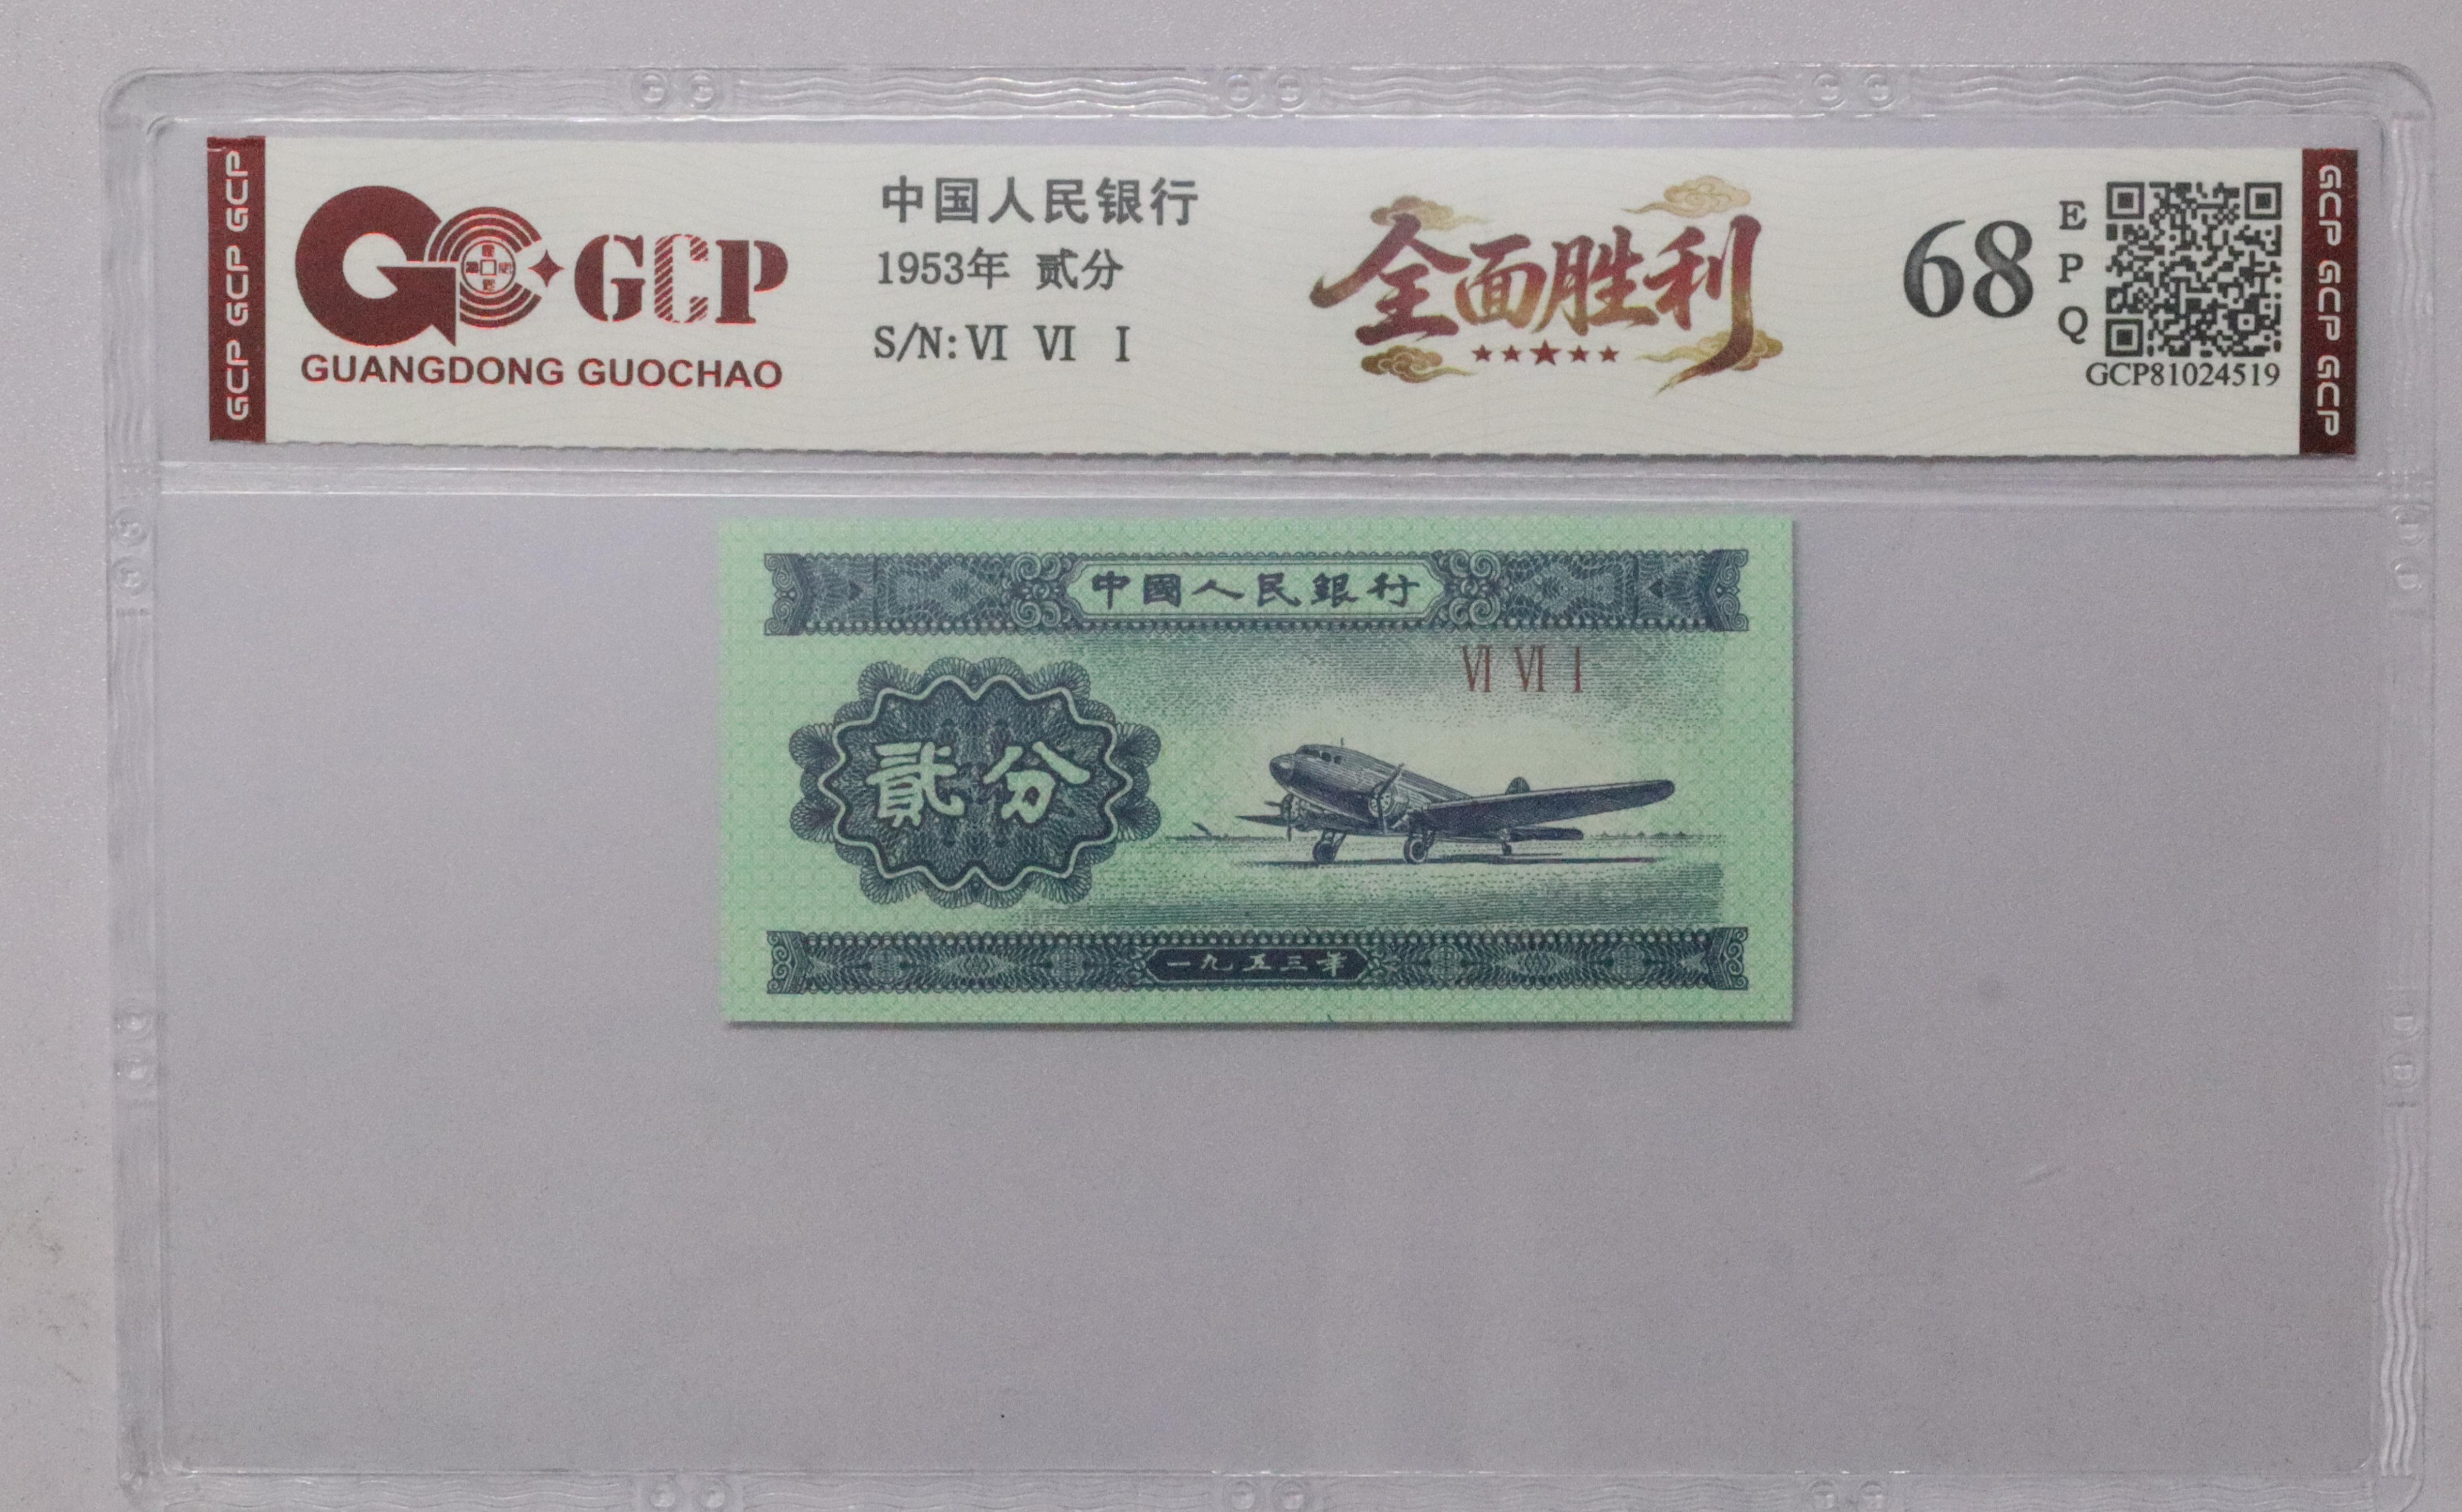 GCP GCP GCP
GCP
GUANGDONG GUOCHAO
中国人民银行
1953年 贰分
S/N: VI VI I
全面胜利
68
E
P
Q
GCP81024519
GCP GCP GCP
中國人民銀行
VI VI I
貳分
一九五三年